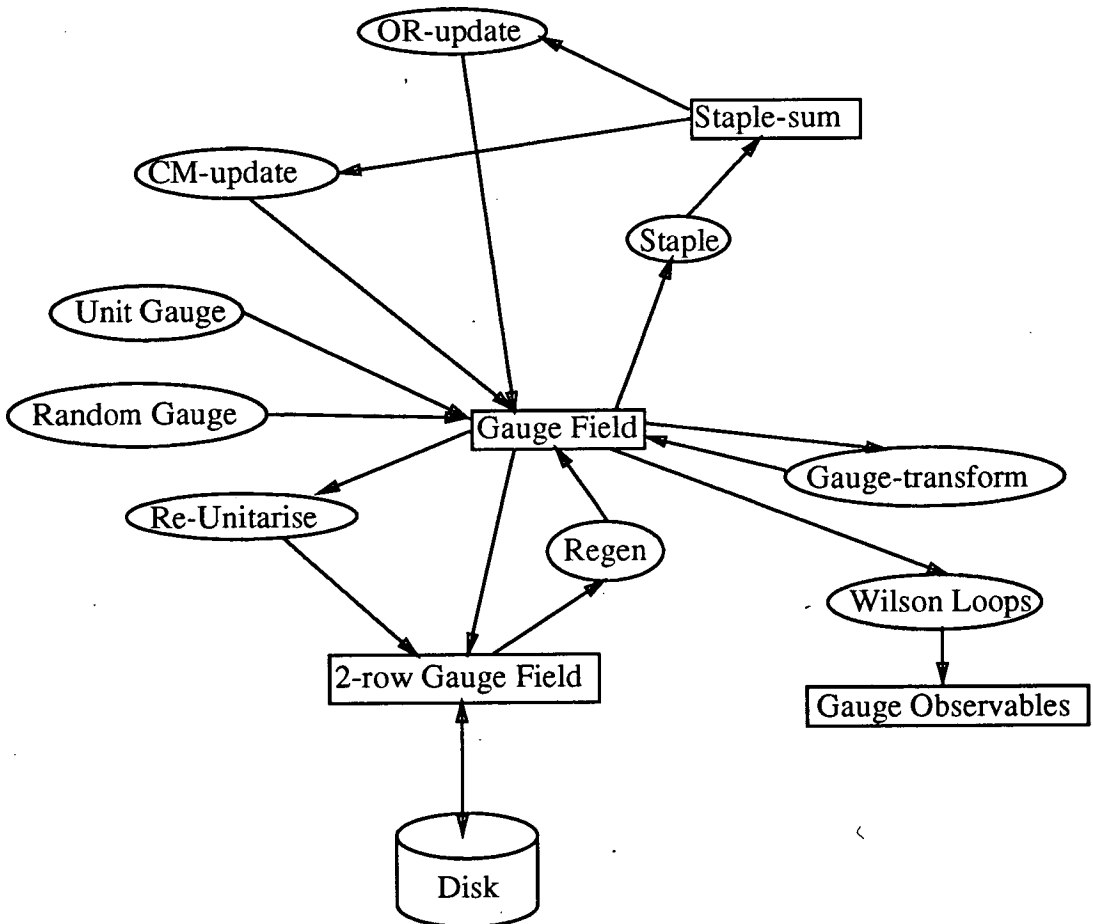 OR-update
Staple-sum
CM-update
Staple
Unit Gauge
Random Gauge
Gauge Field
Gauge-transform
Re-Unitarise
Regen
Wilson Loops
2-row Gauge Field
Gauge Observables
Disk